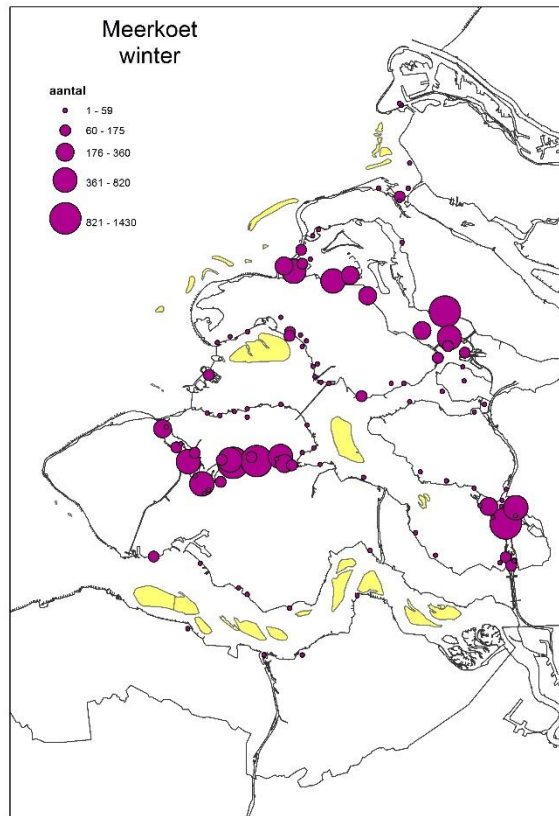 Meerkoet
winter
aantal
1 - 59
60 - 175
176 - 360
361 - 820
821 - 1430